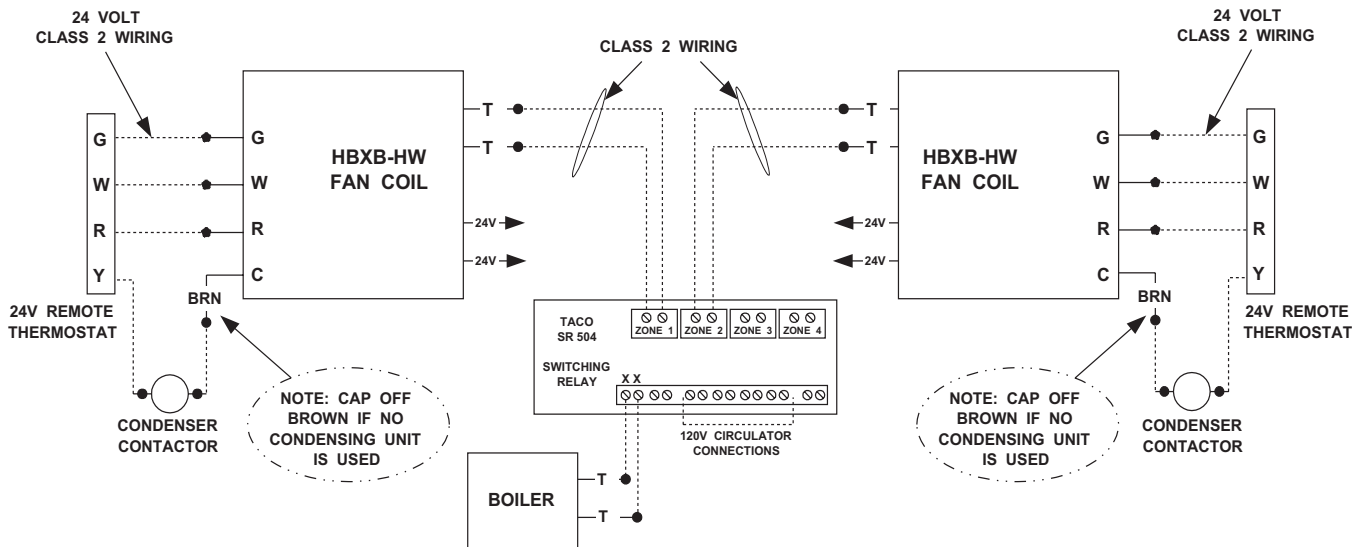 24 VOLT
CLASS 2 WIRING
CLASS 2 WIRING
24 VOLT
CLASS 2 WIRING
G
W
R
Y
24V REMOTE
THERMOSTAT
G
W
R
C
BRN
HBXB-HW
FAN COIL
T
T
24V
24V
T
T
24V
24V
HBXB-HW
FAN COIL
G
W
R
C
BRN
G
W
R
Y
24V REMOTE
THERMOSTAT
CONDENSER
CONTACTOR
NOTE: CAP OFF
BROWN IF NO
CONDENSING UNIT
IS USED
TACO
SR 504
ZONE 1
ZONE 2
ZONE 3
ZONE 4
SWITCHING
RELAY
X X
120V CIRCULATOR
CONNECTIONS
BOILER
T
T
NOTE: CAP OFF
BROWN IF NO
CONDENSING UNIT
IS USED
CONDENSER
CONTACTOR